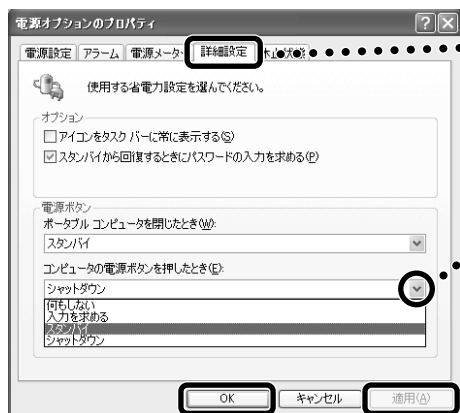 電源オプションのプロパティ
電源設定 アラーム 電源メーター 詳細設定 休止状態
使用する省電力設定を選んでください。
オプション
アイコンをタスク バーに常に表示する(S)
スタンバイから回復するときにパスワードの入力を求める(P)
電源ボタン
ポータブル コンピュータを閉じたとき(W):
スタンバイ
コンピュータの電源ボタンを押したとき(E):
シャットダウン
何もしない
入力を求める
スタンバイ
シャットダウン
OK キャンセル 適用(A)